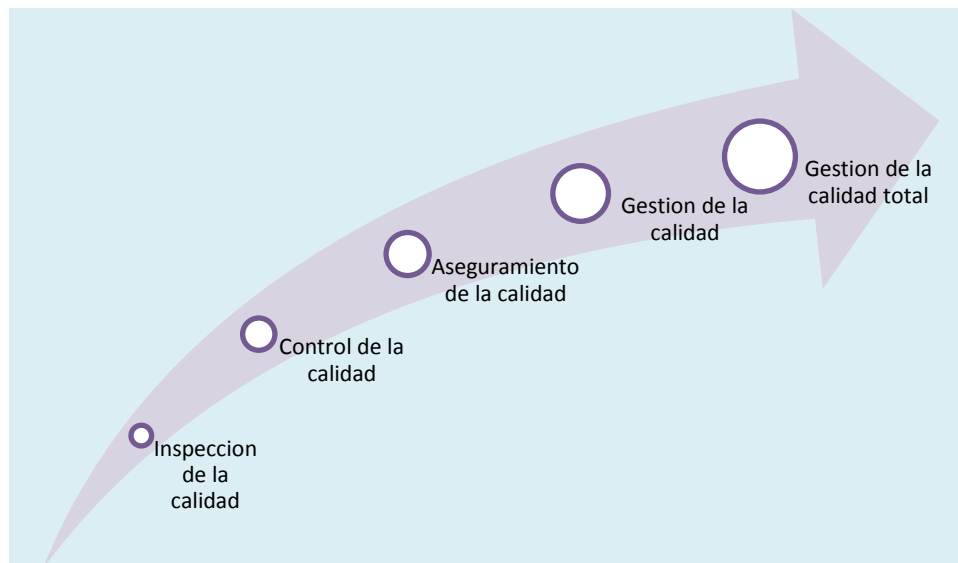 Inspeccion
de la
calidad
Control de la
calidad
Aseguramiento
de la calidad
Gestion de la
calidad
Gestion de la
calidad total